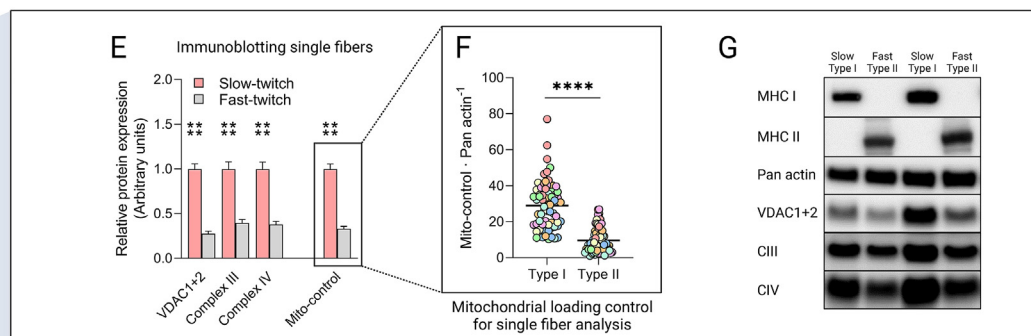 E
Immunoblotting single fibers
Relative protein expression
(Arbitrary units)
2.0
1.5
1.0
0.5
0.0
Slow-twitch
Fast-twitch
** ** ** **
** ** ** **
VDAC1+2
Complex III
Complex IV
Mito-control
F
Mito-control · Pan actin⁻¹
100
80
60
40
20
0
****
Type I Type II
Mitochondrial loading control
for single fiber analysis
G
Slow Fast Slow Fast
Type I Type II Type I Type II
MHC I
MHC II
Pan actin
VDAC1+2
CIII
CIV